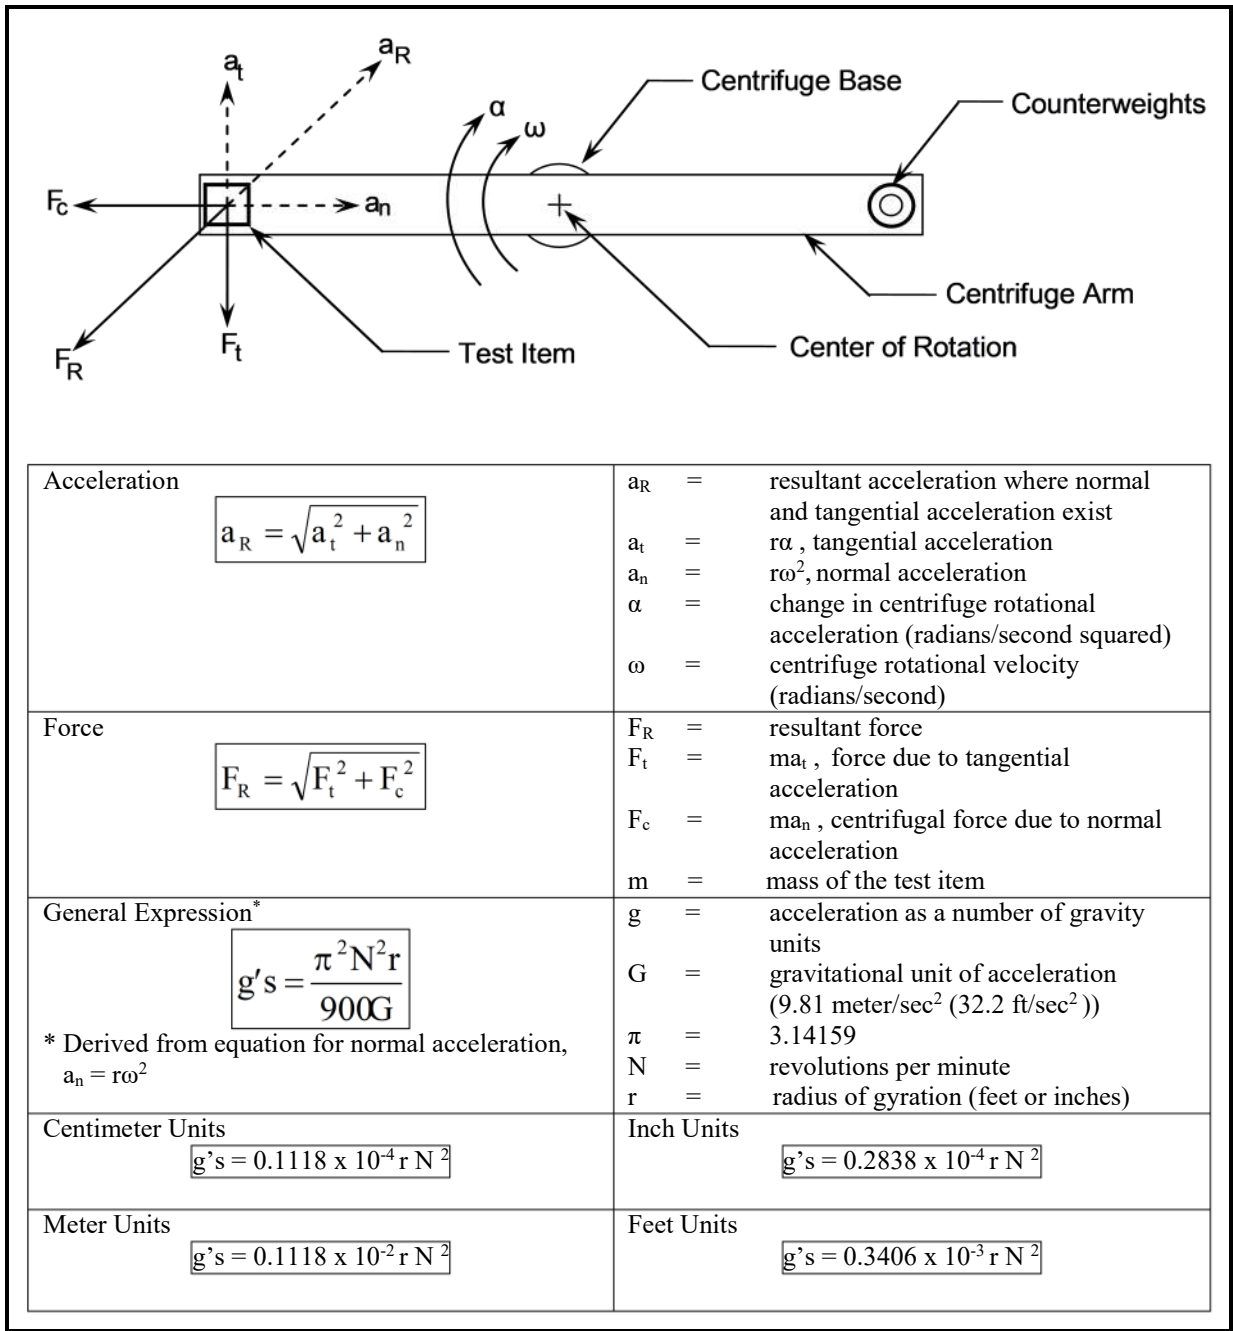 a_t
a_R
α
ω
Centrifuge Base
Counterweights
F_c
a_n
Centrifuge Arm
F_R
F_t
Test Item
Center of Rotation
Acceleration
a_R = √(a_t² + a_n²)
a_R = resultant acceleration where normal
and tangential acceleration exist
a_t = rα , tangential acceleration
a_n = rω², normal acceleration
α = change in centrifuge rotational
acceleration (radians/second squared)
ω = centrifuge rotational velocity
(radians/second)
Force
F_R = √(F_t² + F_c²)
F_R = resultant force
F_t = ma_t , force due to tangential
acceleration
F_c = ma_n , centrifugal force due to normal
acceleration
m = mass of the test item
General Expression*
g's = π²N²r / 900G
* Derived from equation for normal acceleration,
a_n = rω²
g = acceleration as a number of gravity
units
G = gravitational unit of acceleration
(9.81 meter/sec² (32.2 ft/sec² ))
π = 3.14159
N = revolutions per minute
r = radius of gyration (feet or inches)
Centimeter Units
g's = 0.1118 x 10⁻⁴ r N ²
Inch Units
g's = 0.2838 x 10⁻⁴ r N ²
Meter Units
g's = 0.1118 x 10⁻² r N ²
Feet Units
g's = 0.3406 x 10⁻³ r N ²